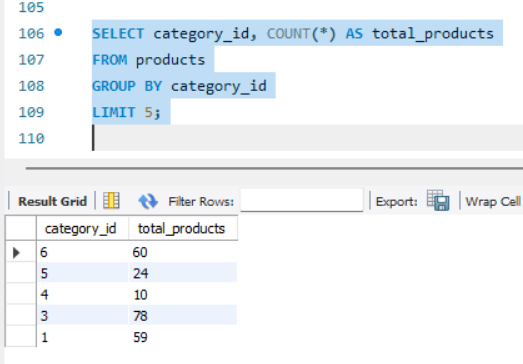 105
106 SELECT category_id, COUNT(*) AS total_products
107 FROM products
108 GROUP BY category_id
109 LIMIT 5;
110
Result Grid Filter Rows: Export: Wrap Cell
category_id total_products
6 60
5 24
4 10
3 78
1 59